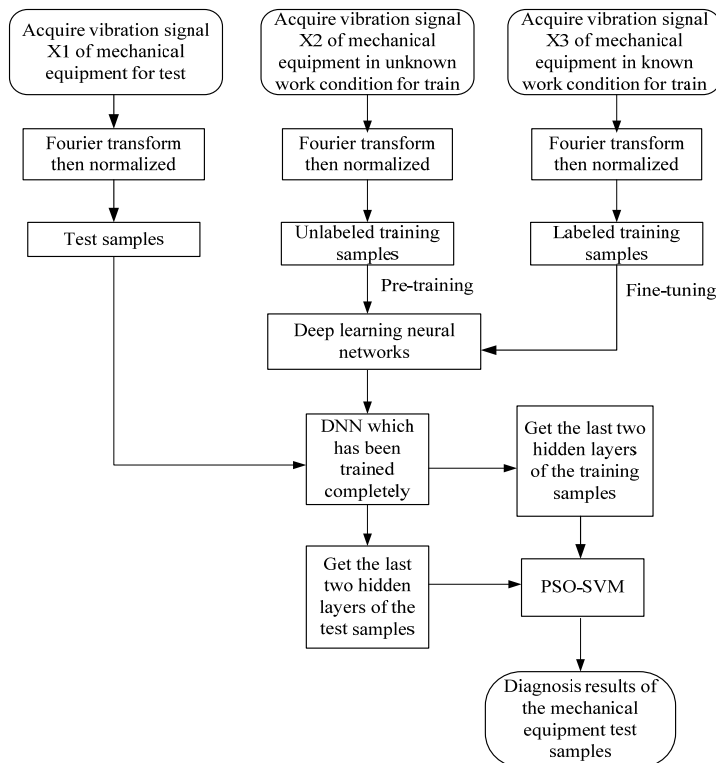 Acquire vibration signal
X1 of mechanical
equipment for test
Acquire vibration signal
X2 of mechanical
equipment in unknown
work condition for train
Acquire vibration signal
X3 of mechanical
equipment in known
work condition for train
Fourier transform
then normalized
Fourier transform
then normalized
Fourier transform
then normalized
Test samples
Unlabeled training
samples
Labeled training
samples
Pre-training
Fine-tuning
Deep learning neural
networks
DNN which
has been
trained
completely
Get the last two
hidden layers
of the training
samples
Get the last
two hidden
layers of the
test samples
PSO-SVM
Diagnosis results of
the mechanical
equipment test
samples